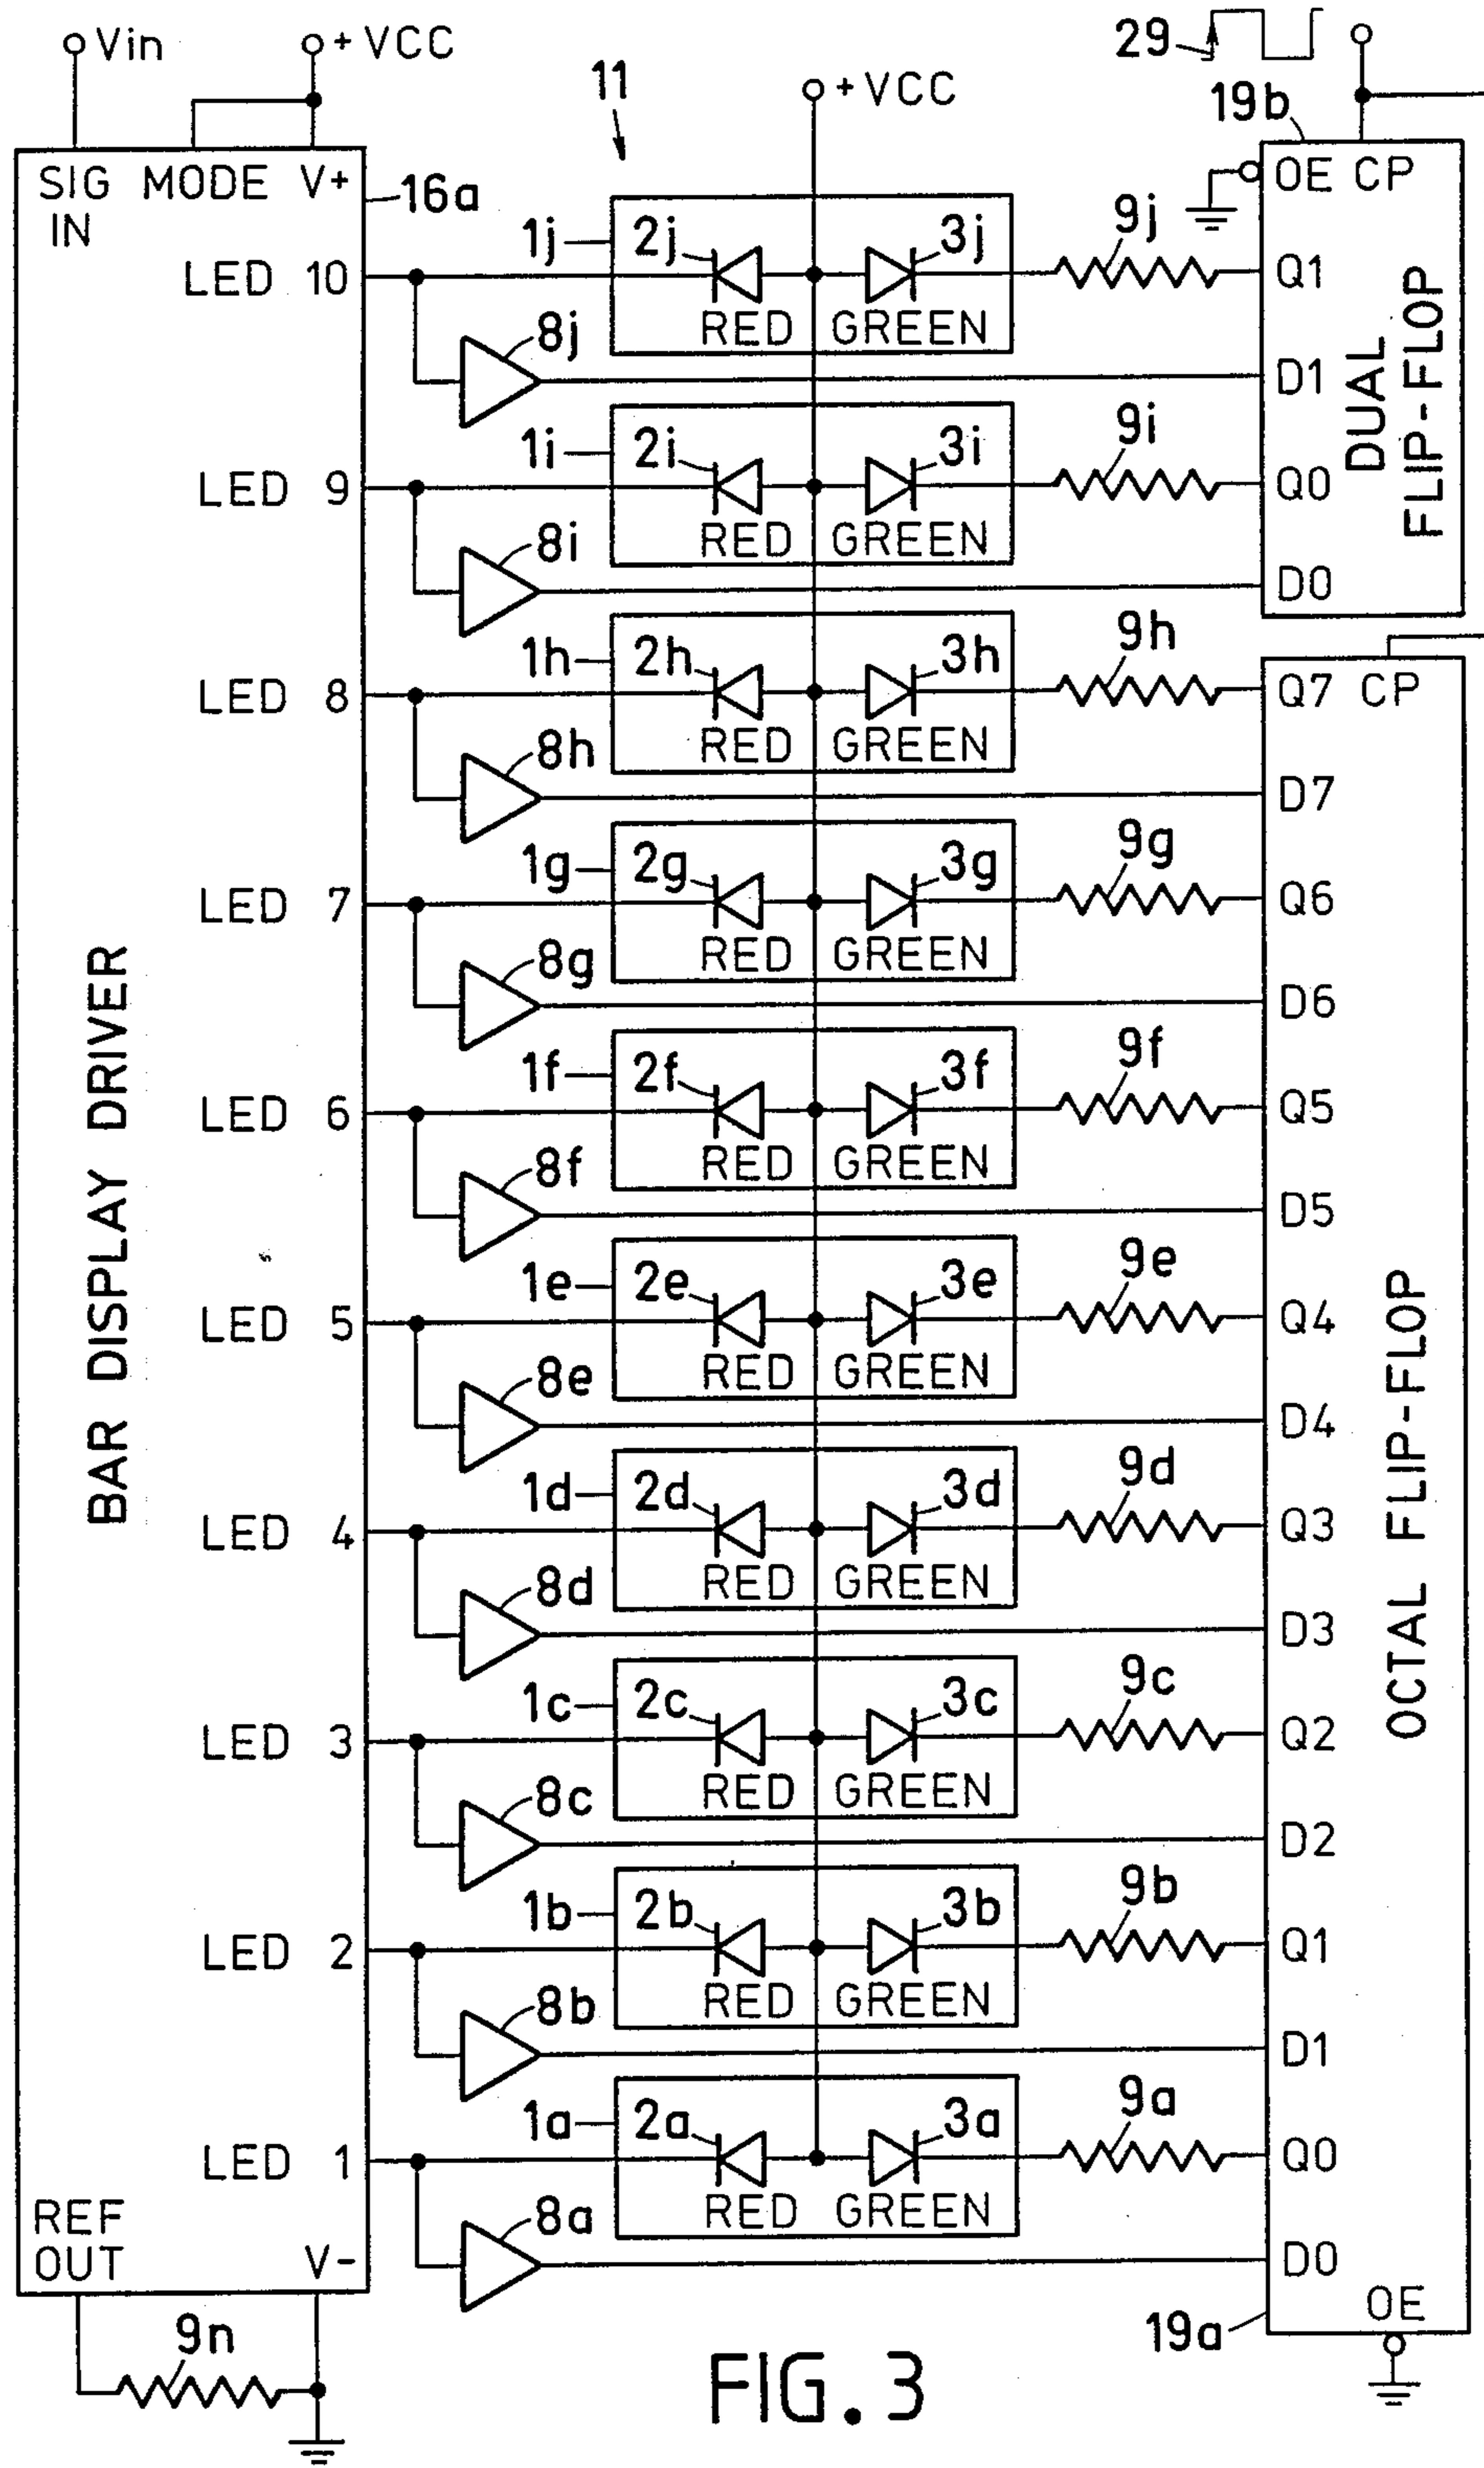 Vin
+ VCC
29
11
+ VCC
19b
SIG IN
MODE
V+
16a
OE
CP
1j
2j
3j
9j
Q1
LED 10
RED
GREEN
8j
D1
DUAL FLIP-FLOP
1i
2i
3i
9i
Q0
LED 9
RED
GREEN
8i
D0
1h
2h
3h
9h
Q7
CP
LED 8
RED
GREEN
8h
D7
1g
2g
3g
9g
Q6
LED 7
RED
GREEN
8g
D6
BAR DISPLAY DRIVER
1f
2f
3f
9f
Q5
LED 6
RED
GREEN
8f
D5
1e
2e
3e
9e
Q4
LED 5
RED
GREEN
8e
D4
OCTAL FLIP-FLOP
1d
2d
3d
9d
Q3
LED 4
RED
GREEN
8d
D3
1c
2c
3c
9c
Q2
LED 3
RED
GREEN
8c
D2
1b
2b
3b
9b
Q1
LED 2
RED
GREEN
8b
D1
1a
2a
3a
9a
Q0
LED 1
RED
GREEN
8a
D0
REF OUT
V-
OE
19a
9n
FIG. 3